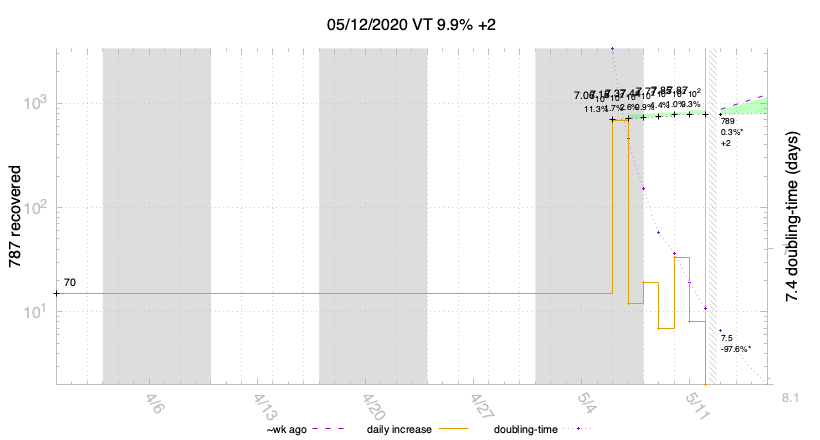 05/12/2020 VT 9.9% +2
787 recovered
10³
10²
10¹
70
11.3%
789
0.3%*
+2
7.5
-97.6%*
7.4 doubling-time (days)
8.1
4/6
4/13
4/20
4/27
5/4
5/11
~wk ago
daily increase
doubling-time